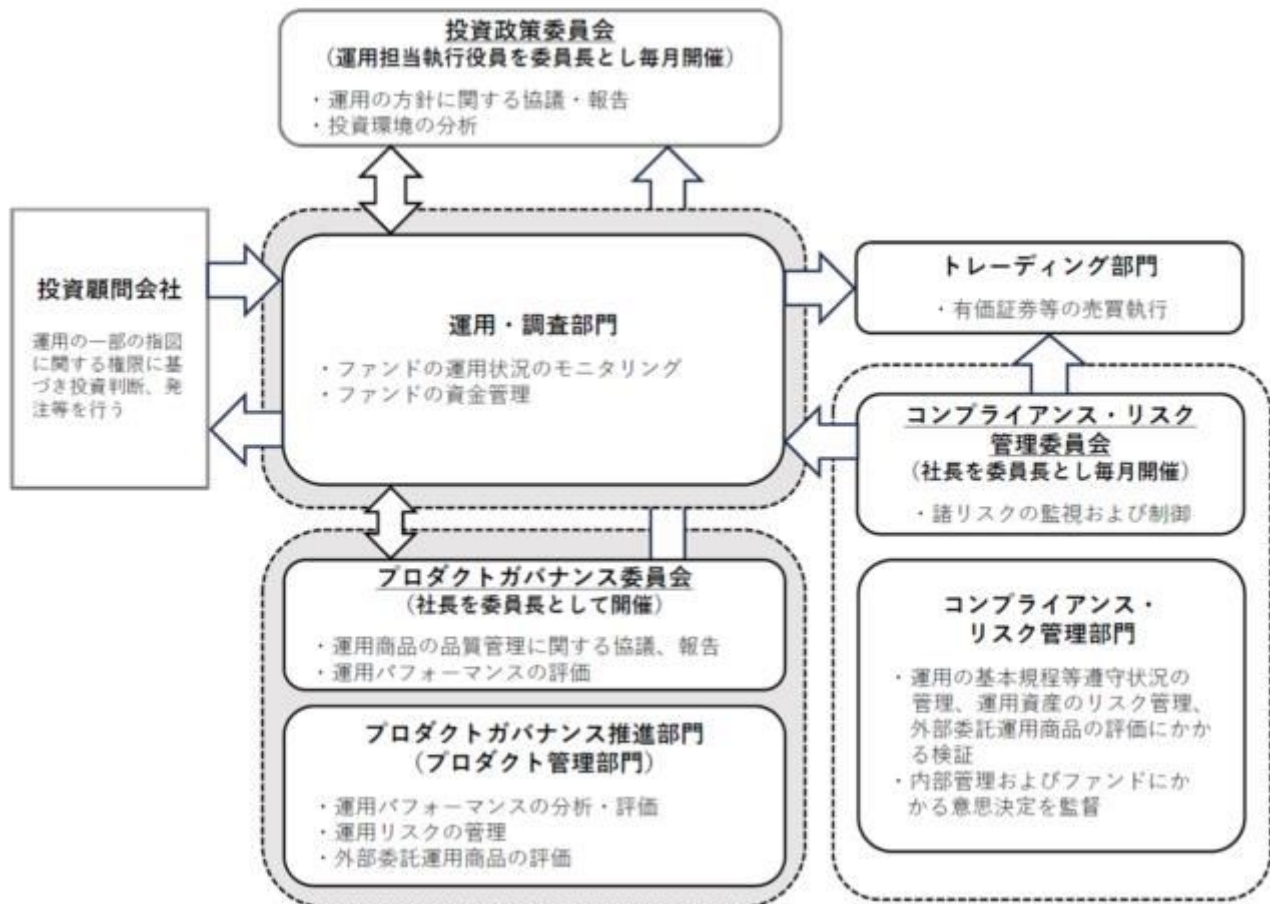 投資政策委員会
（運用担当執行役員を委員長とし毎月開催）
・運用の方針に関する協議・報告
・投資環境の分析
投資顧問会社
運用の一部の指図
に関する権限に基
づき投資判断、発
注等を行う
運用・調査部門
・ファンドの運用状況のモニタリング
・ファンドの資金管理
トレーディング部門
・有価証券等の売買執行
コンプライアンス・リスク
管理委員会
（社長を委員長とし毎月開催）
・諸リスクの監視および制御
プロダクトガバナンス委員会
（社長を委員長として開催）
・運用商品の品質管理に関する協議、報告
・運用パフォーマンスの評価
プロダクトガバナンス推進部門
（プロダクト管理部門）
・運用パフォーマンスの分析・評価
・運用リスクの管理
・外部委託運用商品の評価
コンプライアンス・
リスク管理部門
・運用の基本規程等遵守状況の
管理、運用資産のリスク管理、
外部委託運用商品の評価にかか
る検証
・内部管理およびファンドにか
かる意思決定を監督